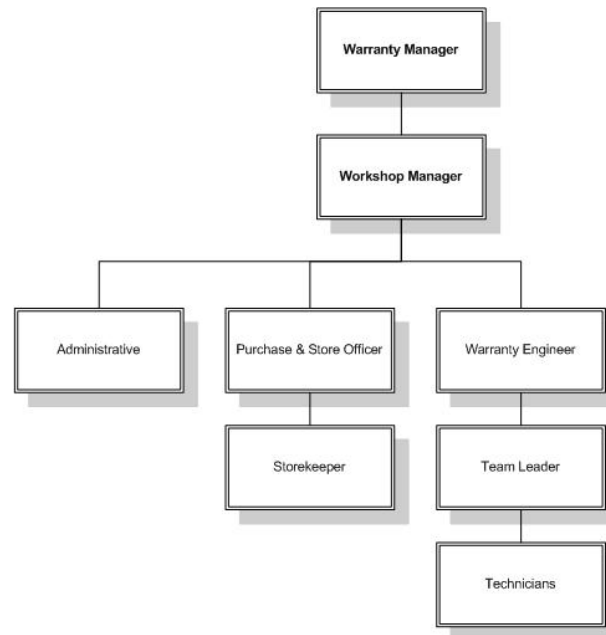 Warranty Manager
Workshop Manager
Administrative
Purchase & Store Officer
Warranty Engineer
Storekeeper
Team Leader
Technicians